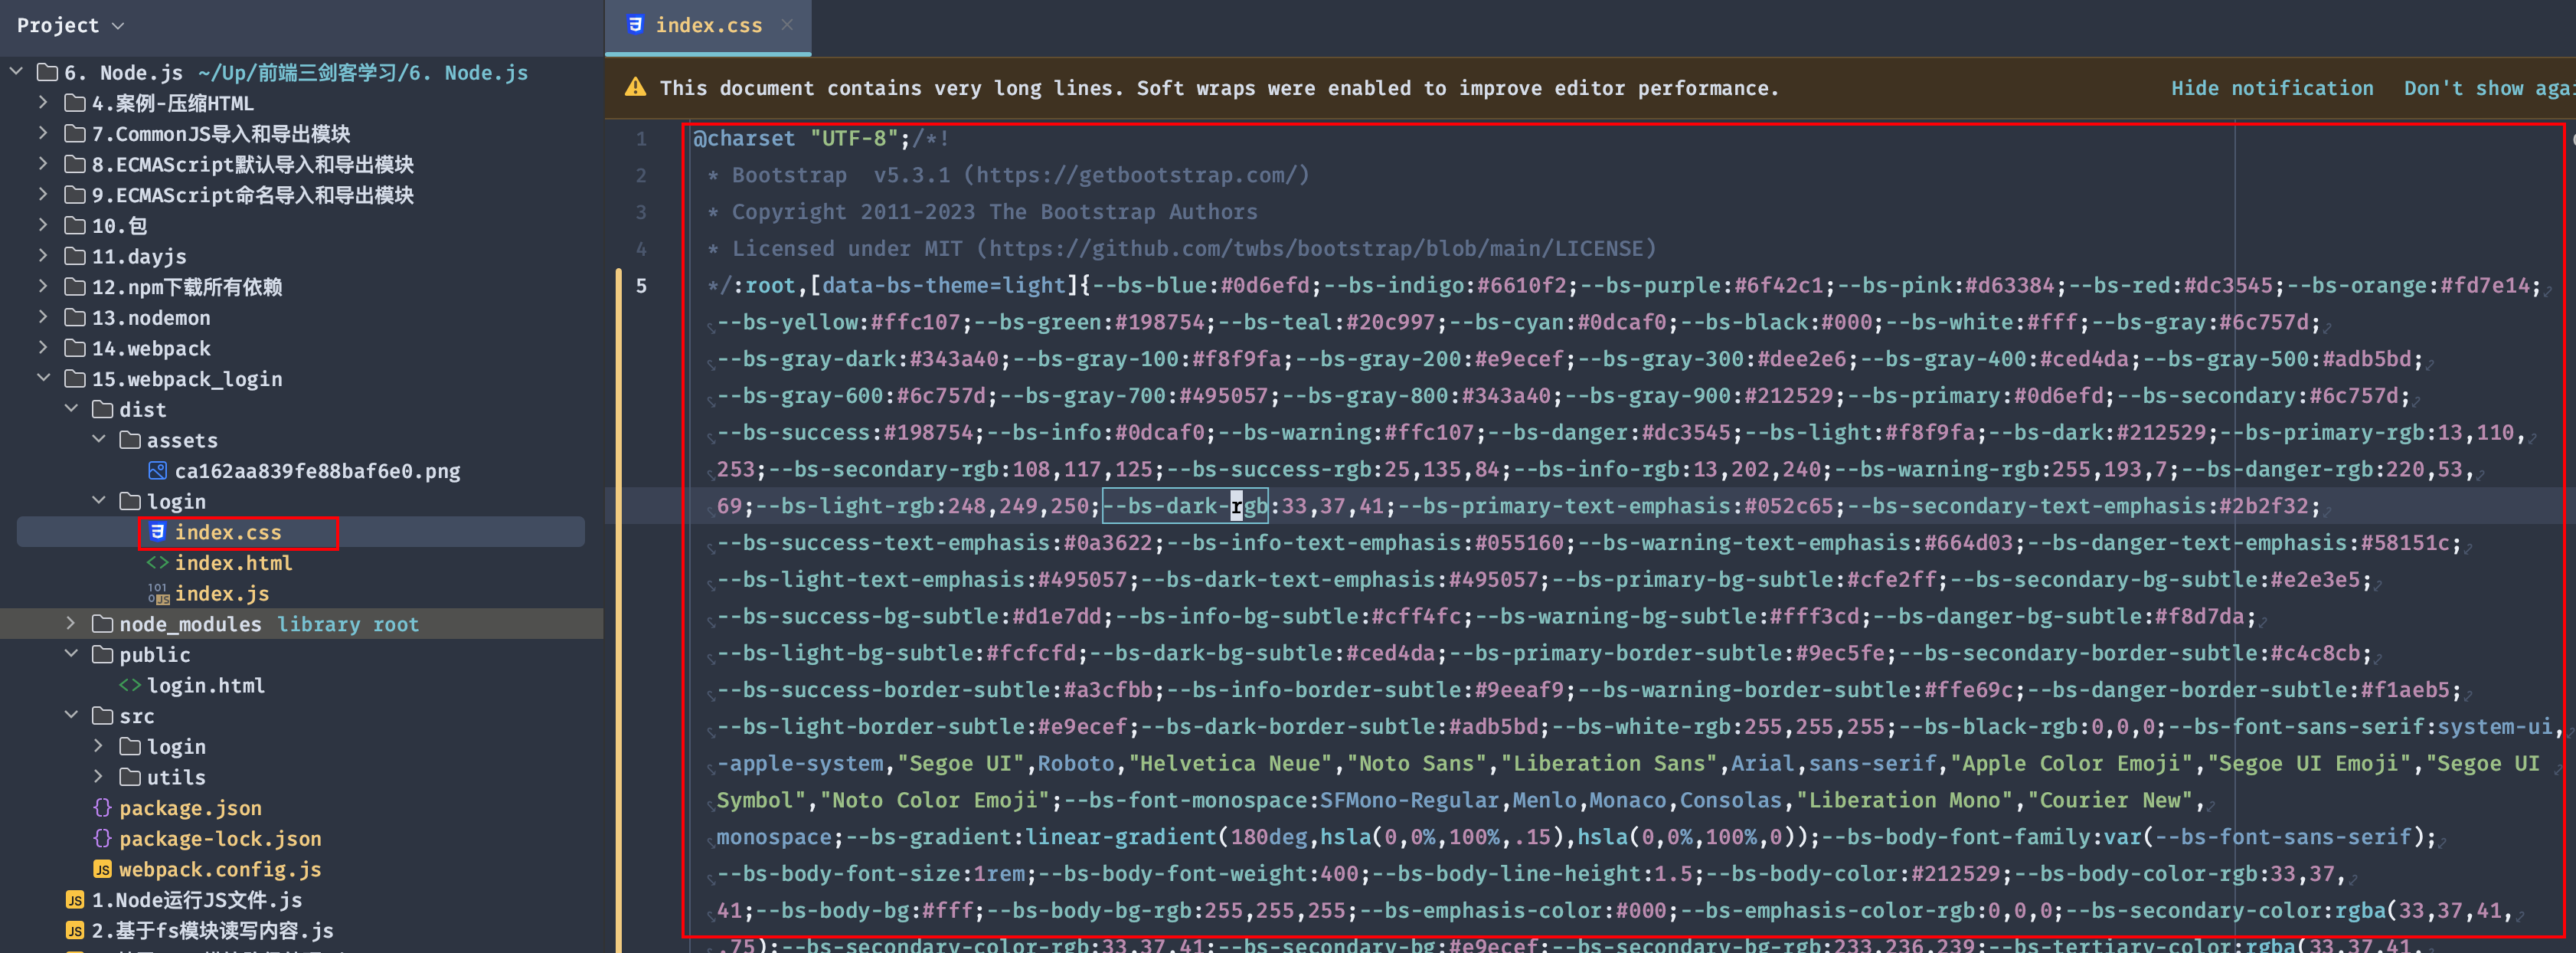 Project
6. Node.js ~/Up/前端三剑客学习/6. Node.js
4.案例-压缩HTML
7.CommonJS导入和导出模块
8.ECMAScript默认导入和导出模块
9.ECMAScript命名导入和导出模块
10.包
11.dayjs
12.npm下载所有依赖
13.nodemon
14.webpack
15.webpack_login
dist
assets
ca162aa839fe88baf6e0.png
login
index.css
index.html
index.js
node_modules library root
public
login.html
src
login
utils
package.json
package-lock.json
webpack.config.js
1.Node运行JS文件.js
2.基于fs模块读写内容.js
index.css
This document contains very long lines. Soft wraps were enabled to improve editor performance.
Hide notification Don't show agai
1 @charset "UTF-8";/*!
2 * Bootstrap  v5.3.1 (https://getbootstrap.com/)
3 * Copyright 2011-2023 The Bootstrap Authors
4 * Licensed under MIT (https://github.com/twbs/bootstrap/blob/main/LICENSE)
5 */:root,[data-bs-theme=light]{--bs-blue:#0d6efd;--bs-indigo:#6610f2;--bs-purple:#6f42c1;--bs-pink:#d63384;--bs-red:#dc3545;--bs-orange:#fd7e14;
--bs-yellow:#ffc107;--bs-green:#198754;--bs-teal:#20c997;--bs-cyan:#0dcaf0;--bs-black:#000;--bs-white:#fff;--bs-gray:#6c757d;
--bs-gray-dark:#343a40;--bs-gray-100:#f8f9fa;--bs-gray-200:#e9ecef;--bs-gray-300:#dee2e6;--bs-gray-400:#ced4da;--bs-gray-500:#adb5bd;
--bs-gray-600:#6c757d;--bs-gray-700:#495057;--bs-gray-800:#343a40;--bs-gray-900:#212529;--bs-primary:#0d6efd;--bs-secondary:#6c757d;
--bs-success:#198754;--bs-info:#0dcaf0;--bs-warning:#ffc107;--bs-danger:#dc3545;--bs-light:#f8f9fa;--bs-dark:#212529;--bs-primary-rgb:13,110,
253;--bs-secondary-rgb:108,117,125;--bs-success-rgb:25,135,84;--bs-info-rgb:13,202,240;--bs-warning-rgb:255,193,7;--bs-danger-rgb:220,53,
69;--bs-light-rgb:248,249,250;--bs-dark-rgb:33,37,41;--bs-primary-text-emphasis:#052c65;--bs-secondary-text-emphasis:#2b2f32;
--bs-success-text-emphasis:#0a3622;--bs-info-text-emphasis:#055160;--bs-warning-text-emphasis:#664d03;--bs-danger-text-emphasis:#58151c;
--bs-light-text-emphasis:#495057;--bs-dark-text-emphasis:#495057;--bs-primary-bg-subtle:#cfe2ff;--bs-secondary-bg-subtle:#e2e3e5;
--bs-success-bg-subtle:#d1e7dd;--bs-info-bg-subtle:#cff4fc;--bs-warning-bg-subtle:#fff3cd;--bs-danger-bg-subtle:#f8d7da;
--bs-light-bg-subtle:#fcfcfd;--bs-dark-bg-subtle:#ced4da;--bs-primary-border-subtle:#9ec5fe;--bs-secondary-border-subtle:#c4c8cb;
--bs-success-border-subtle:#a3cfbb;--bs-info-border-subtle:#9eeaf9;--bs-warning-border-subtle:#ffe69c;--bs-danger-border-subtle:#f1aeb5;
--bs-light-border-subtle:#e9ecef;--bs-dark-border-subtle:#adb5bd;--bs-white-rgb:255,255,255;--bs-black-rgb:0,0,0;--bs-font-sans-serif:system-ui,
-apple-system,"Segoe UI",Roboto,"Helvetica Neue","Noto Sans","Liberation Sans",Arial,sans-serif,"Apple Color Emoji","Segoe UI Emoji","Segoe UI
Symbol","Noto Color Emoji";--bs-font-monospace:SFMono-Regular,Menlo,Monaco,Consolas,"Liberation Mono","Courier New",
monospace;--bs-gradient:linear-gradient(180deg,hsla(0,0%,100%,.15),hsla(0,0%,100%,0));--bs-body-font-family:var(--bs-font-sans-serif);
--bs-body-font-size:1rem;--bs-body-font-weight:400;--bs-body-line-height:1.5;--bs-body-color:#212529;--bs-body-color-rgb:33,37,
41;--bs-body-bg:#fff;--bs-body-bg-rgb:255,255,255;--bs-emphasis-color:#000;--bs-emphasis-color-rgb:0,0,0;--bs-secondary-color:rgba(33,37,41,
.75);--bs-secondary-color-rgb:33,37,41;--bs-secondary-bg:#e9ecef;--bs-secondary-bg-rgb:233,236,239;--bs-tertiary-color:rgba(33,37,41,